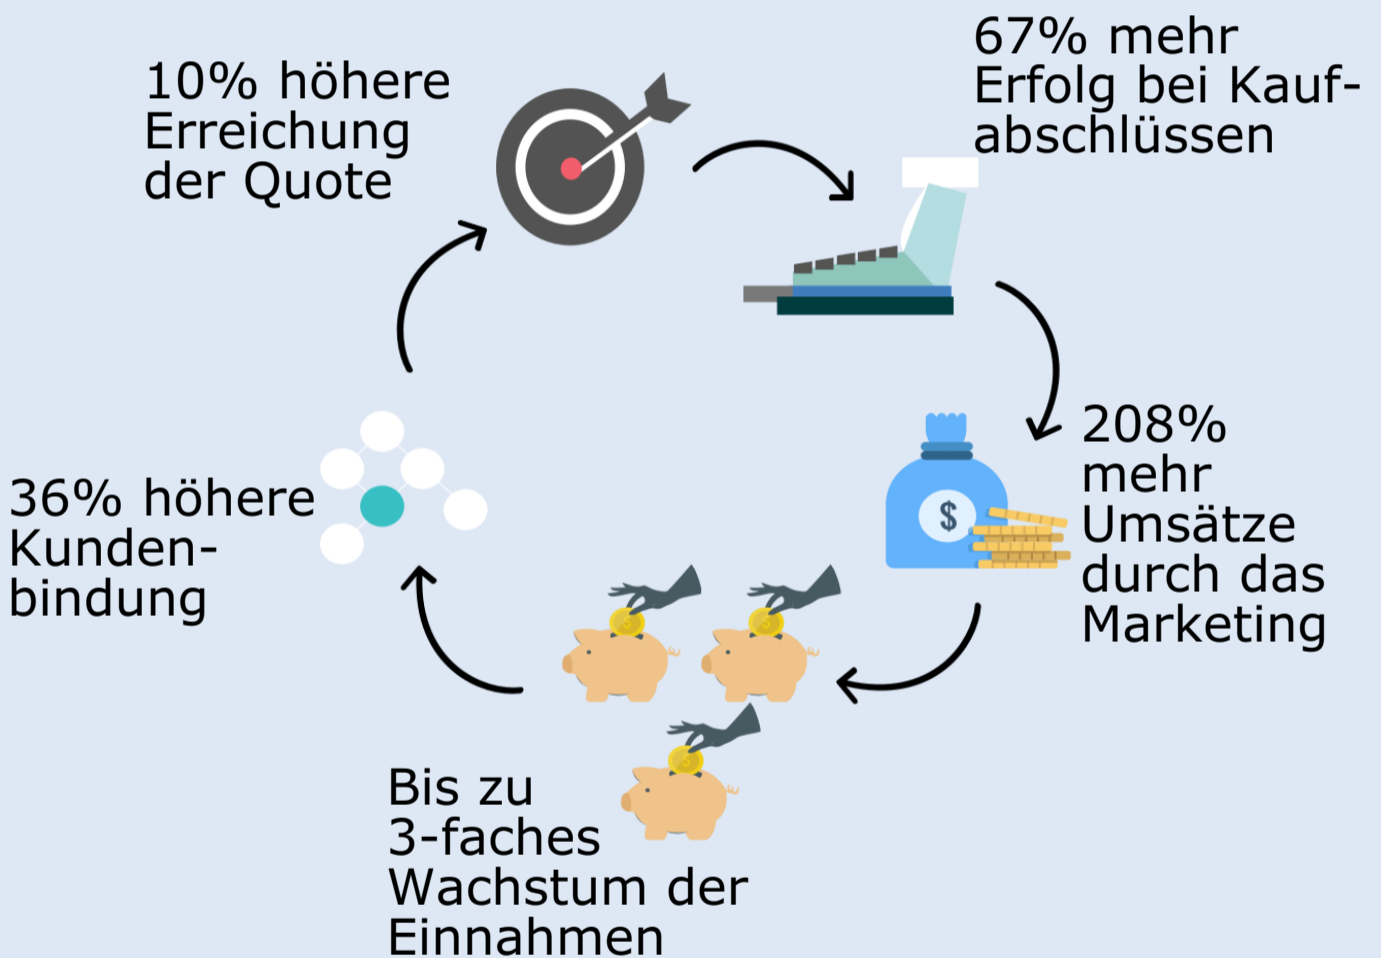 10% höhere
Erreichung
der Quote
67% mehr
Erfolg bei Kauf-
abschlüssen
208%
mehr
Umsätze
durch das
Marketing
$
Bis zu
3-faches
Wachstum der
Einnahmen
36% höhere
Kunden-
bindung